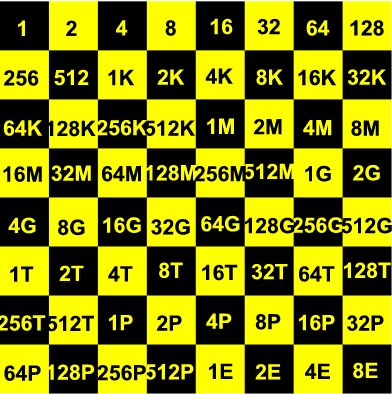 1 2 4 8 16 32 64 128
256 512 1K 2K 4K 8K 16K 32K
64K 128K 256K 512K 1M 2M 4M 8M
16M 32M 64M 128M 256M 512M 1G 2G
4G 8G 16G 32G 64G 128G 256G 512G
1T 2T 4T 8T 16T 32T 64T 128T
256T 512T 1P 2P 4P 8P 16P 32P
64P 128P 256P 512P 1E 2E 4E 8E